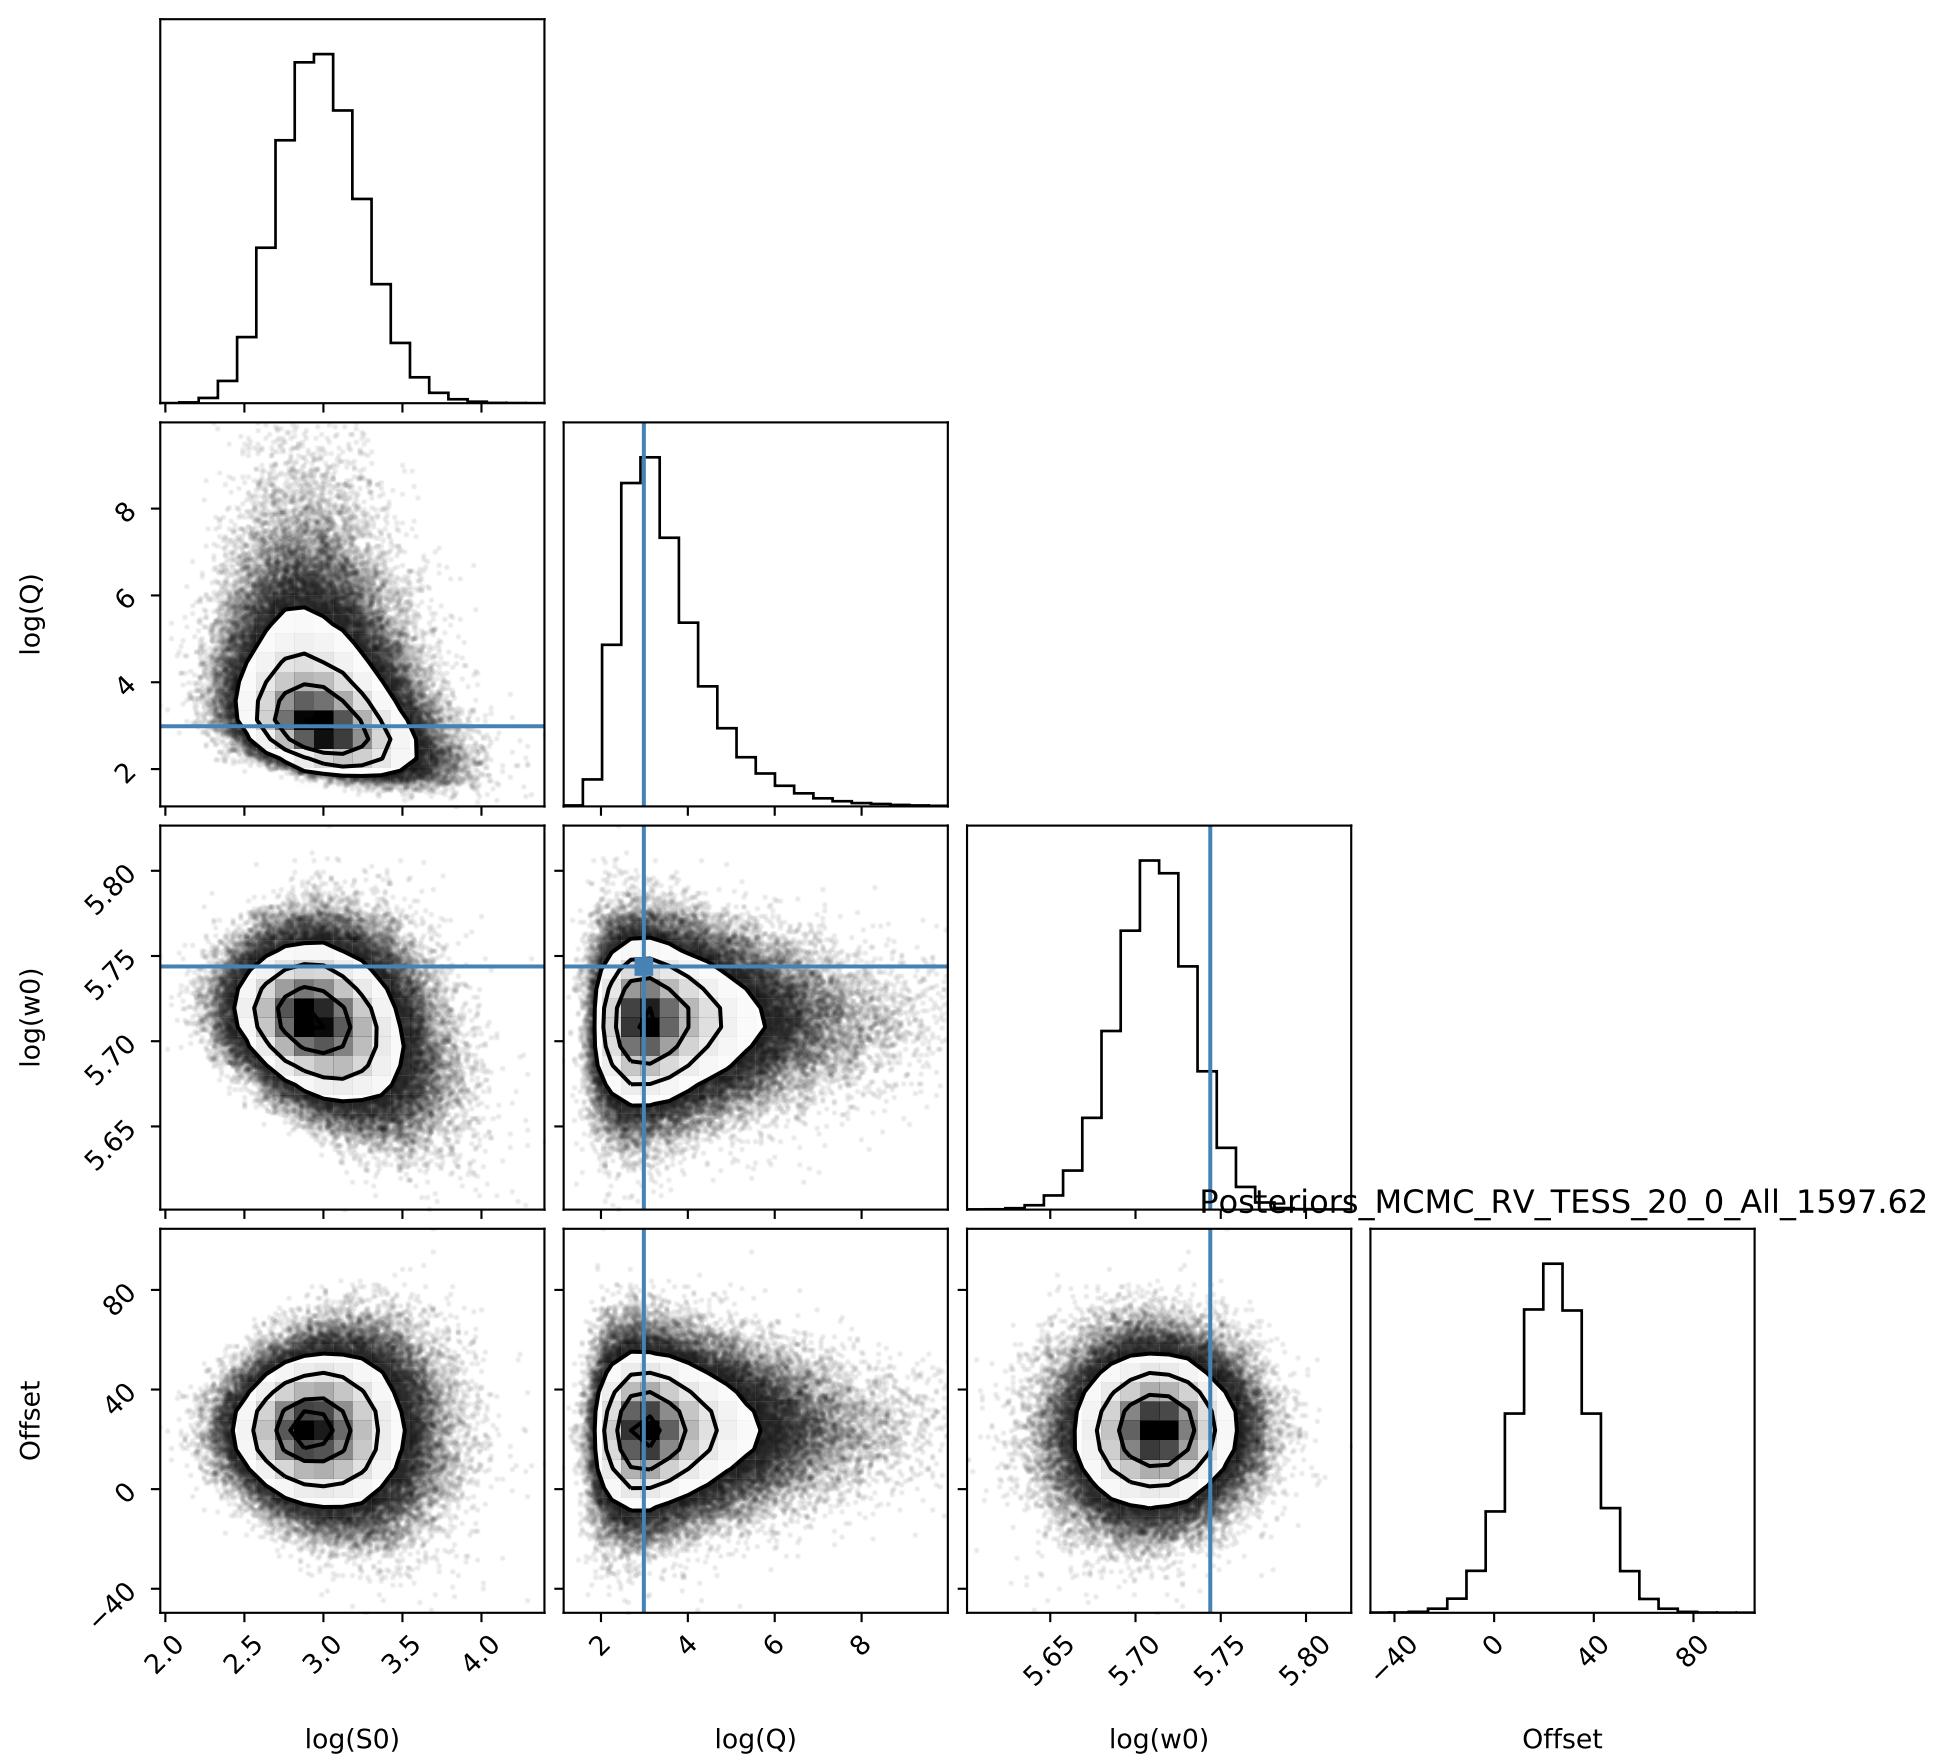 log(Q)
8
6
4
2
log(w0)
5.80
5.75
5.70
5.65
Posteriors_MCMC_RV_TESS_20_0_All_1597.62
Offset
80
40
0
−40
2.0 2.5 3.0 3.5 4.0 2 4 6 8 5.65 5.70 5.75 5.80 −40 0 40 80
log(S0) log(Q) log(w0) Offset